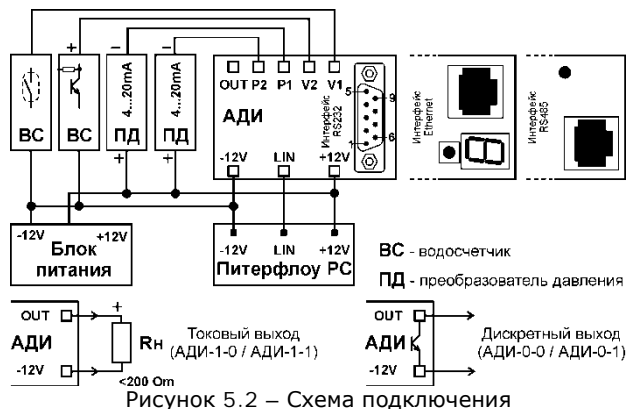 +
BC
+
BC
−
4...20mA
ПД
+
−
4...20mA
ПД
+
OUT P2 P1 V2 V1
АДИ
Интерфейс RS232
5
9
1
6
-12V LIN +12V
Интерфейс Ethernet
Интерфейс RS485
-12V +12V
Блок питания
-12V LIN +12V
Питерфлоу РС
ВС - водосчетчик
ПД - преобразователь давления
OUT
АДИ
-12V
+
Rн
<200 Om
Токовый выход
(АДИ-1-0 / АДИ-1-1)
OUT
АДИ
-12V
Дискретный выход
(АДИ-0-0 / АДИ-0-1)
Рисунок 5.2 – Схема подключения